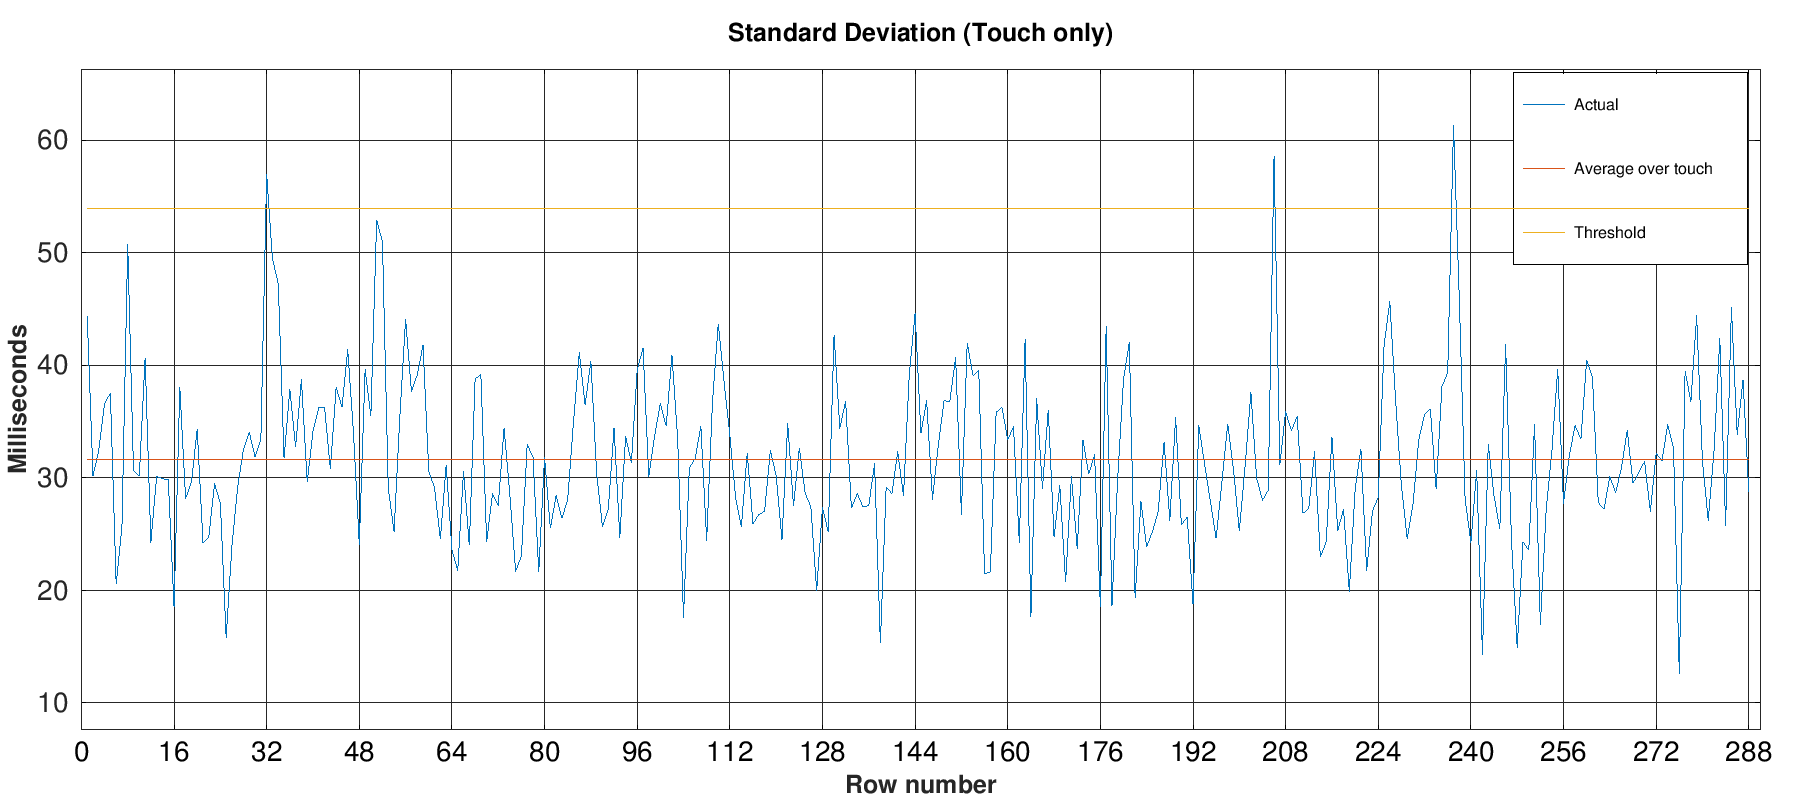 Standard Deviation (Touch only)
Actual
Average over touch
Threshold
Milliseconds
60
50
40
30
20
10
0 16 32 48 64 80 96 112 128 144 160 176 192 208 224 240 256 272 288
Row number